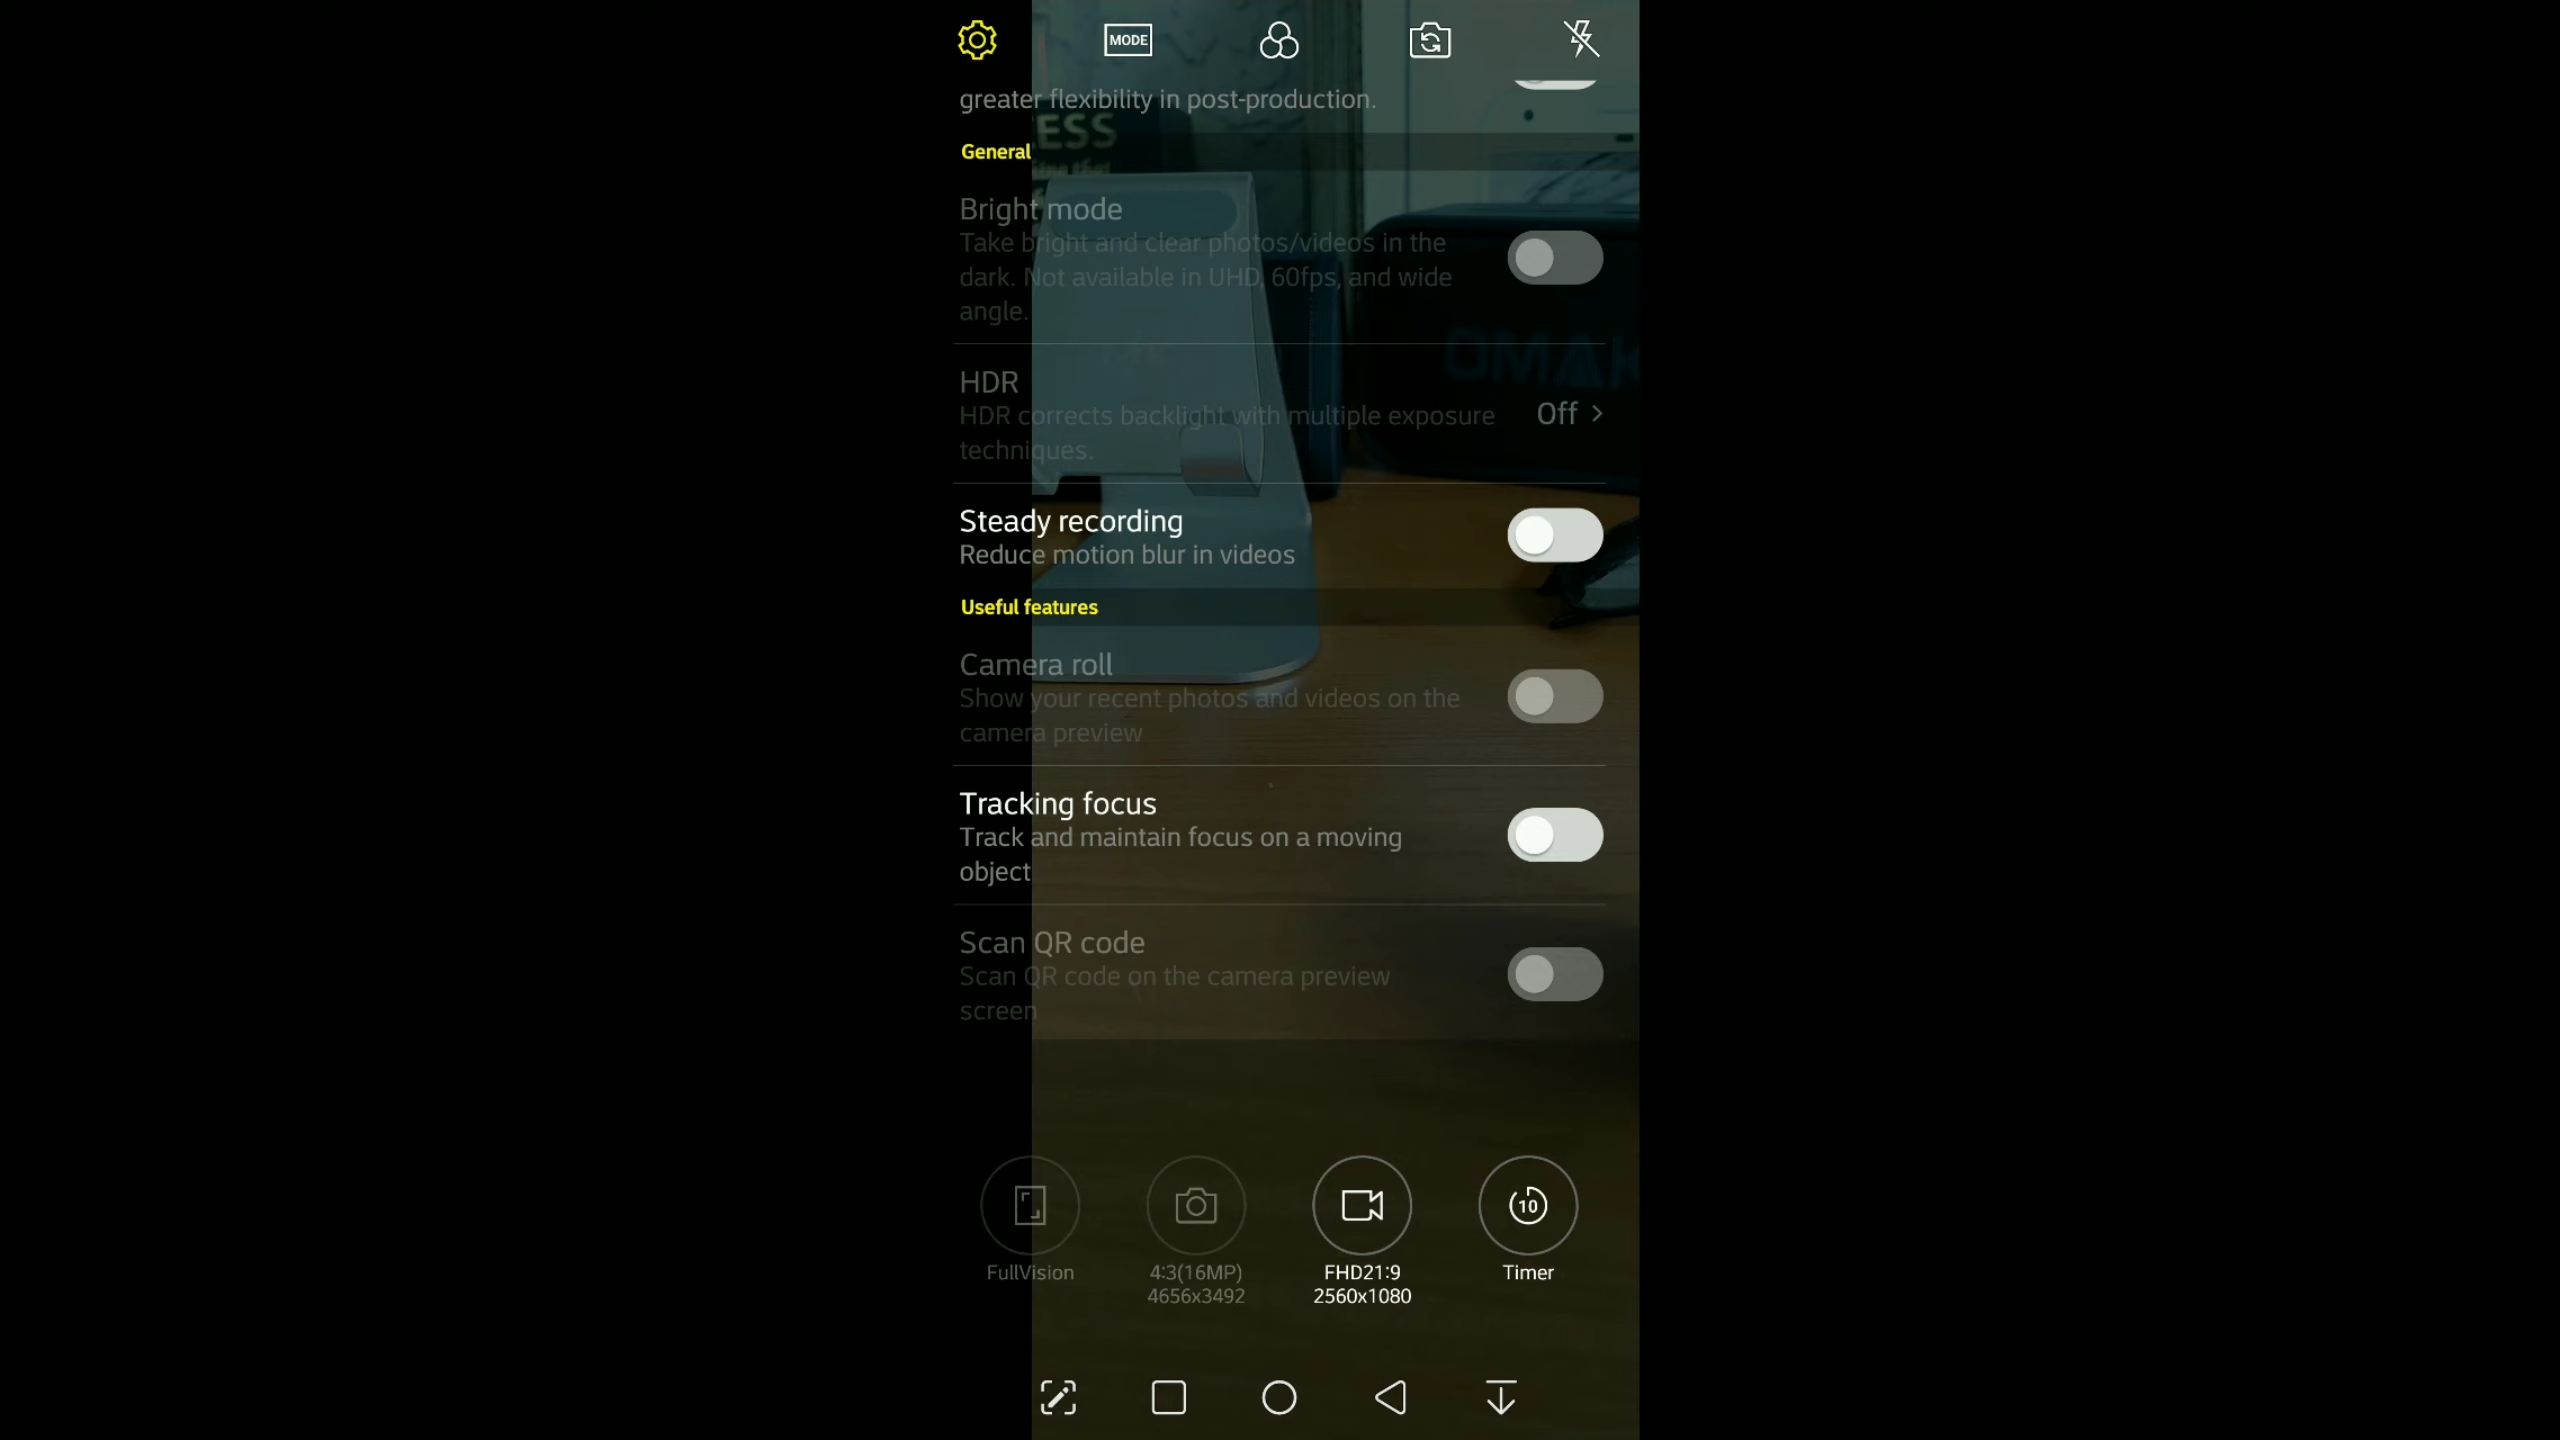 MODE
greater flexibility in post-production.
ESS
General
Bright mode
Take bright and clear photos/videos in the
dark. Not available in UHD, 60fps, and wide
angle.
HDR
HDR corrects backlight with multiple exposure
techniques.
Off
Steady recording
Reduce motion blur in videos
Useful features
Camera roll
Show your recent photos and videos on the
camera preview
Tracking focus
Track and maintain focus on a moving
object
Scan QR code
Scan QR code on the camera preview
screen
10
FullVision
4:3(16MP)
4656x3492
FHD21:9
2560x1080
Timer